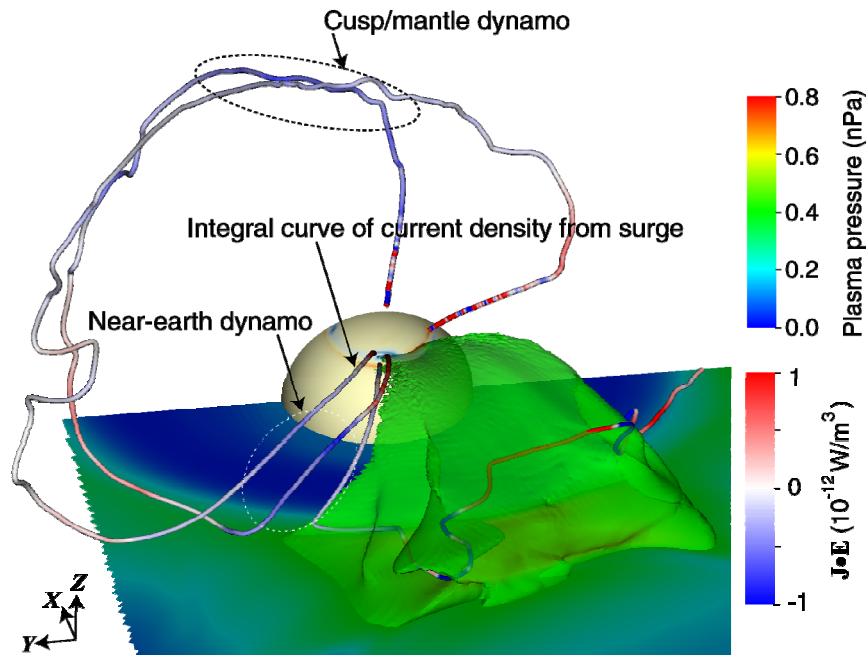 Cusp/mantle dynamo
Integral curve of current density from surge
Near-earth dynamo
0.8
0.6
0.4
0.2
0.0
Plasma pressure (nPa)
1
0
-1
J•E (10⁻¹² W/m³)
X
Z
Y